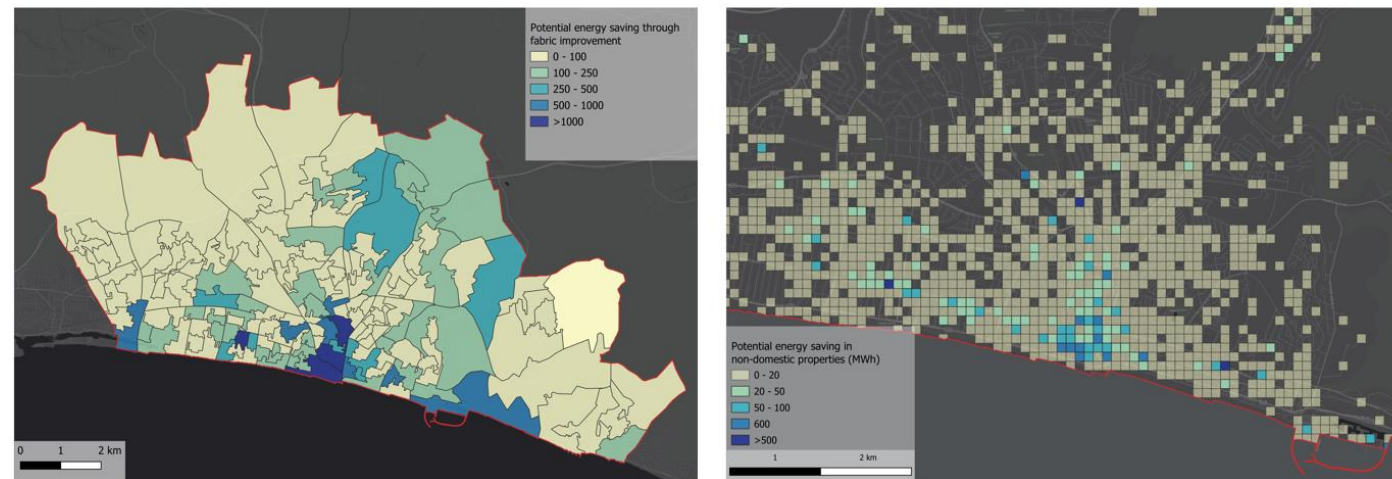 Potential energy saving through
fabric improvement
0 - 100
100 - 250
250 - 500
500 - 1000
>1000
0 1 2 km
Potential energy saving in
non-domestic properties (MWh)
0 - 20
20 - 50
50 - 100
600
>500
1 2 km